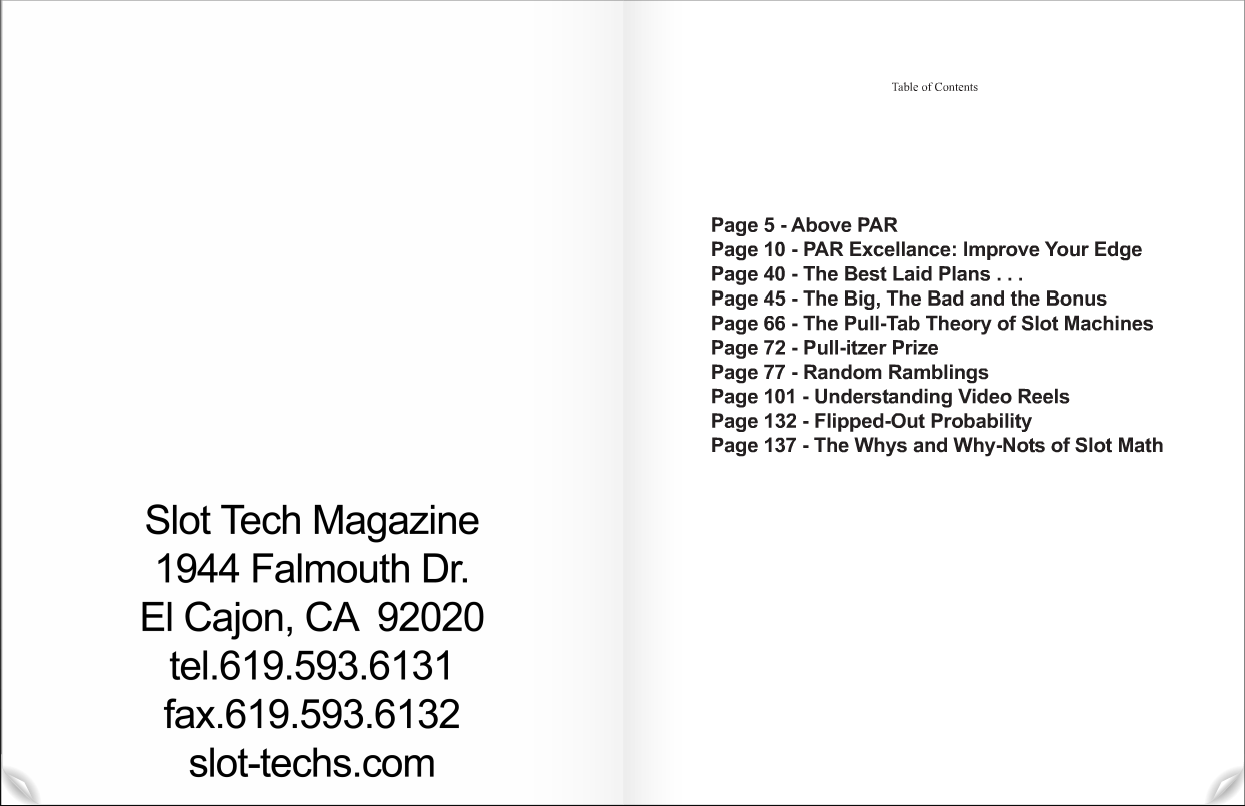 Slot Tech Magazine
1944 Falmouth Dr.
El Cajon, CA 92020
tel.619.593.6131
fax.619.593.6132
slot-techs.com
Table of Contents
Page 5 - Above PAR
Page 10 - PAR Excellance: Improve Your Edge
Page 40 - The Best Laid Plans . . .
Page 45 - The Big, The Bad and the Bonus
Page 66 - The Pull-Tab Theory of Slot Machines
Page 72 - Pull-itzer Prize
Page 77 - Random Ramblings
Page 101 - Understanding Video Reels
Page 132 - Flipped-Out Probability
Page 137 - The Whys and Why-Nots of Slot Math